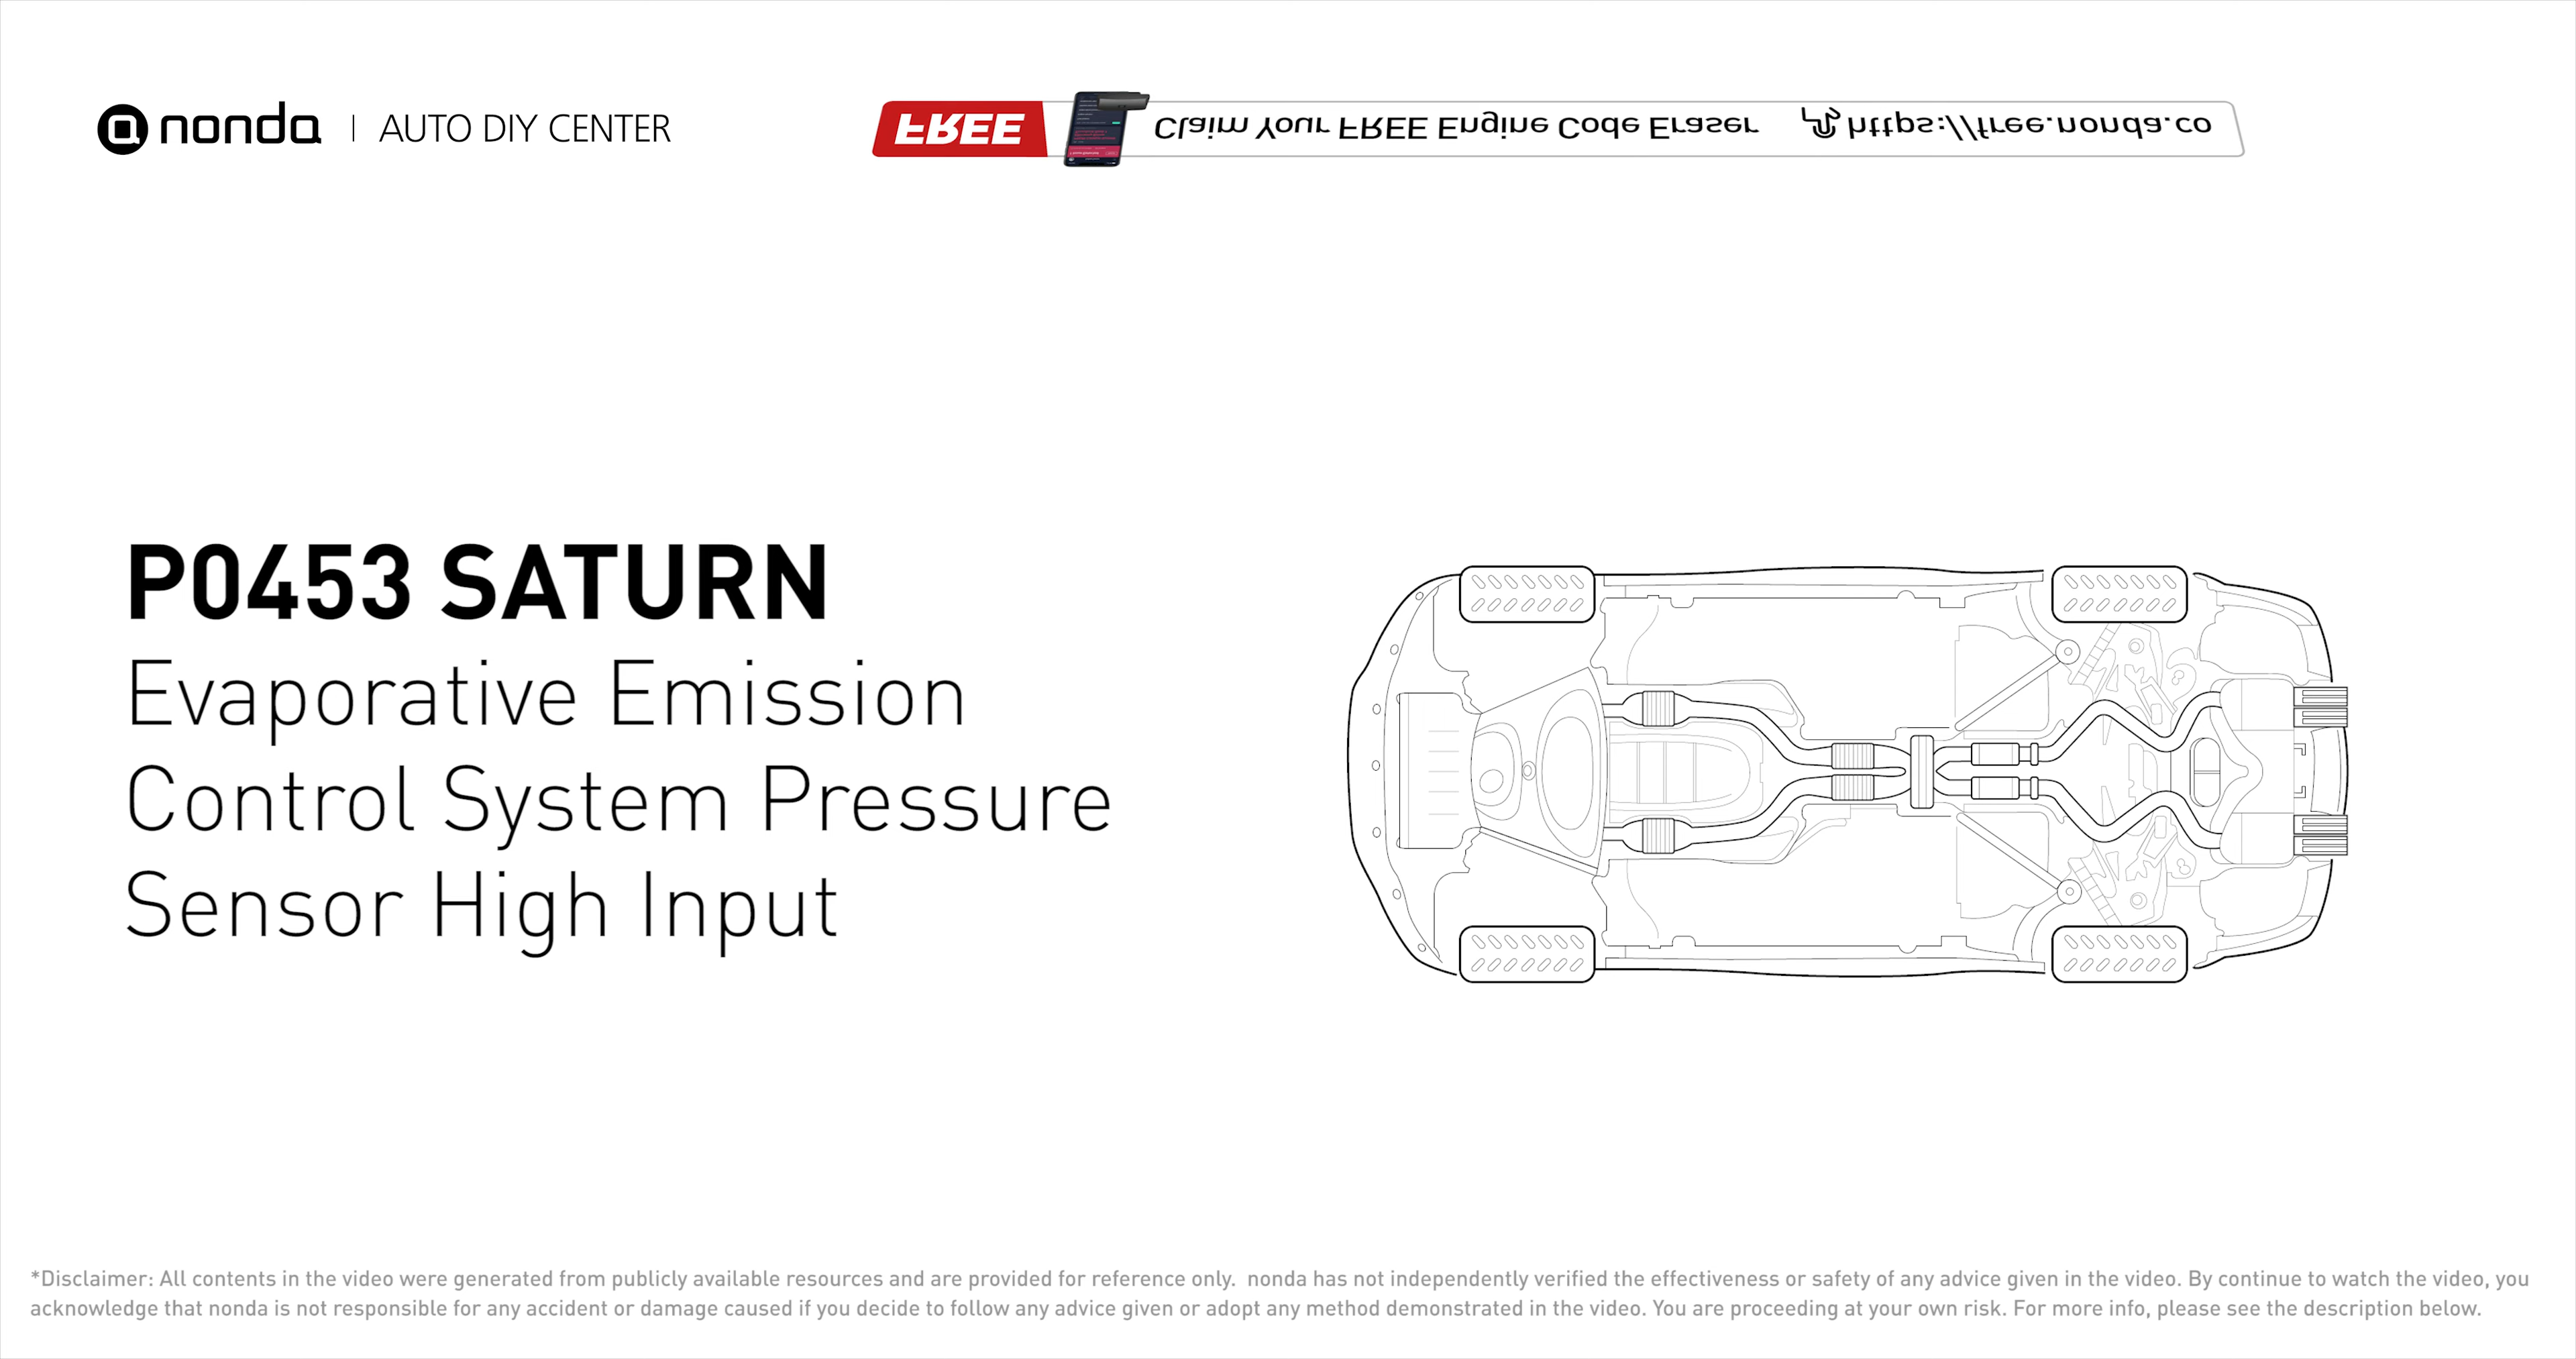 nonda | AUTO DIY CENTER
FREE Claim Your FREE Engine Code Eraser https://free.nonda.co
P0453 SATURN
Evaporative Emission
Control System Pressure
Sensor High Input
*Disclaimer: All contents in the video were generated from publicly available resources and are provided for reference only. nonda has not independently verified the effectiveness or safety of any advice given in the video. By continue to watch the video, you
acknowledge that nonda is not responsible for any accident or damage caused if you decide to follow any advice given or adopt any method demonstrated in the video. You are proceeding at your own risk. For more info, please see the description below.